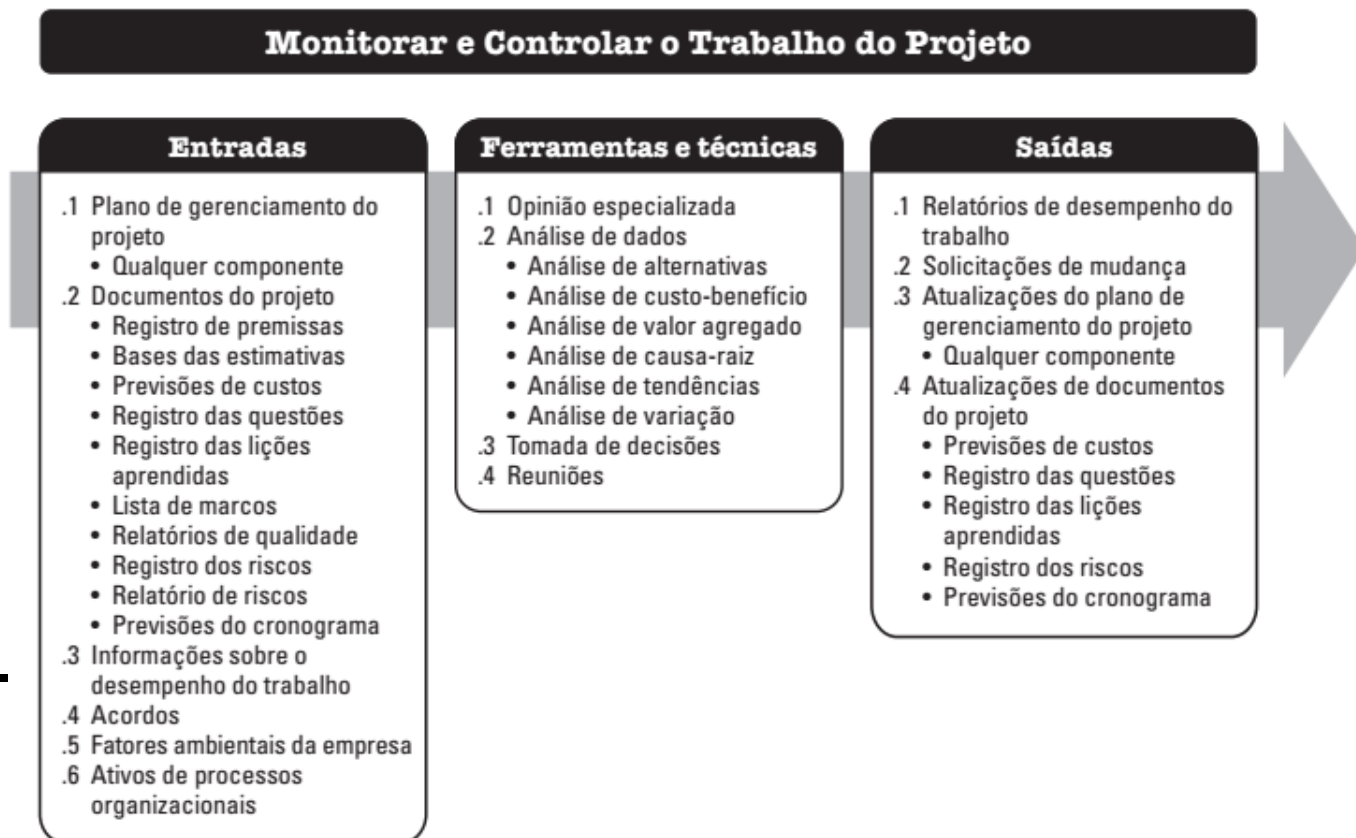 Monitorar e Controlar o Trabalho do Projeto
Entradas
.1 Plano de gerenciamento do
projeto
• Qualquer componente
.2 Documentos do projeto
• Registro de premissas
• Bases das estimativas
• Previsões de custos
• Registro das questões
• Registro das lições
aprendidas
• Lista de marcos
• Relatórios de qualidade
• Registro dos riscos
• Relatório de riscos
• Previsões do cronograma
.3 Informações sobre o
desempenho do trabalho
.4 Acordos
.5 Fatores ambientais da empresa
.6 Ativos de processos
organizacionais
Ferramentas e técnicas
.1 Opinião especializada
.2 Análise de dados
• Análise de alternativas
• Análise de custo-benefício
• Análise de valor agregado
• Análise de causa-raiz
• Análise de tendências
• Análise de variação
.3 Tomada de decisões
.4 Reuniões
Saídas
.1 Relatórios de desempenho do
trabalho
.2 Solicitações de mudança
.3 Atualizações do plano de
gerenciamento do projeto
• Qualquer componente
.4 Atualizações de documentos
do projeto
• Previsões de custos
• Registro das questões
• Registro das lições
aprendidas
• Registro dos riscos
• Previsões do cronograma